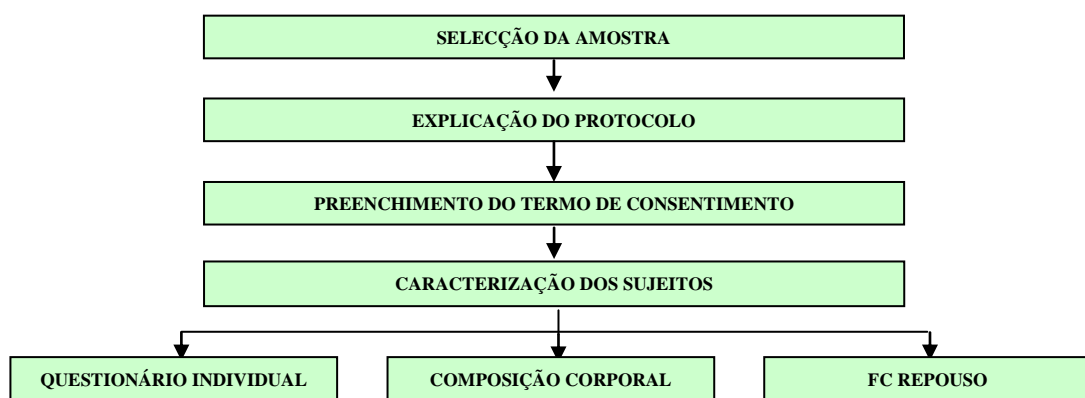 SELECÇÃO DA AMOSTRA
EXPLICAÇÃO DO PROTOCOLO
PREENCHIMENTO DO TERMO DE CONSENTIMENTO
CARACTERIZAÇÃO DOS SUJEITOS
QUESTIONÁRIO INDIVIDUAL
COMPOSIÇÃO CORPORAL
FC REPOUSO